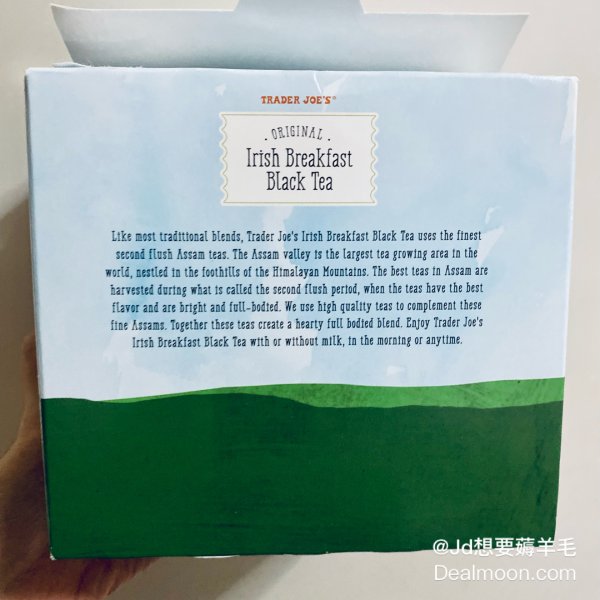 TRADER JOE'S®
· ORIGINAL ·
Irish Breakfast
Black Tea
Like most traditional blends, Trader Joe's Irish Breakfast Black Tea uses the finest
second flush Assam teas. The Assam valley is the largest tea growing area in the
world, nestled in the foothills of the Himalayan Mountains. The best teas in Assam are
harvested during what is called the second flush period, when the teas have the best
flavor and are bright and full-bodied. We use high quality teas to complement these
fine Assams. Together these teas create a hearty full bodied blend. Enjoy Trader Joe's
Irish Breakfast Black Tea with or without milk, in the morning or anytime.
@Jd想要薅羊毛
Dealmoon.com